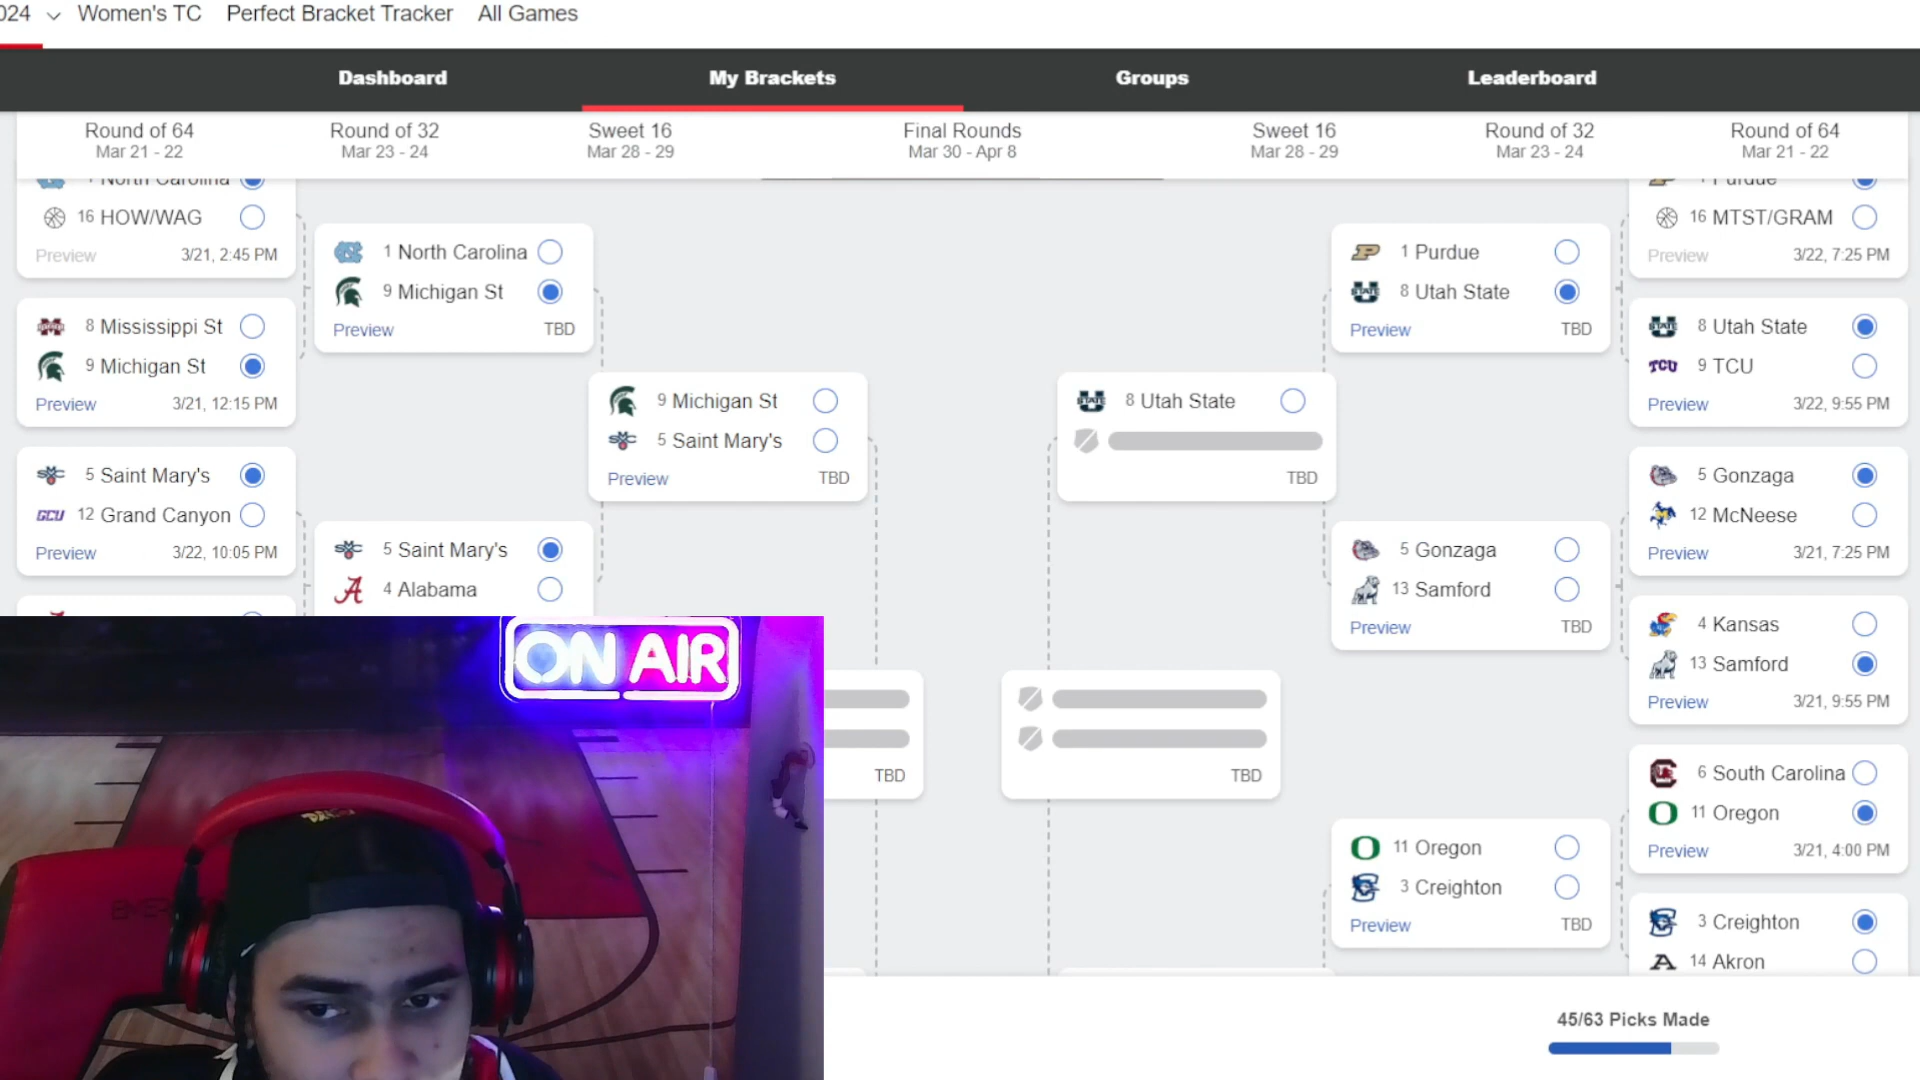 024 Women's TC Perfect Bracket Tracker All Games
Dashboard My Brackets Groups Leaderboard
Round of 64 Round of 32 Sweet 16 Final Rounds Sweet 16 Round of 32 Round of 64
Mar 21 - 22 Mar 23 - 24 Mar 28 - 29 Mar 30 - Apr 8 Mar 28 - 29 Mar 23 - 24 Mar 21 - 22
1 North Carolina
16 HOW/WAG
Preview 3/21, 2:45 PM
8 Mississippi St
9 Michigan St
Preview 3/21, 12:15 PM
5 Saint Mary's
GCU 12 Grand Canyon
Preview 3/22, 10:05 PM
1 North Carolina
9 Michigan St
Preview TBD
5 Saint Mary's
4 Alabama
9 Michigan St
5 Saint Mary's
Preview TBD
TBD
8 Utah State
TBD
TBD
1 Purdue
8 Utah State
Preview TBD
5 Gonzaga
13 Samford
Preview TBD
11 Oregon
3 Creighton
Preview TBD
1 Purdue
16 MTST/GRAM
Preview 3/22, 7:25 PM
8 Utah State
TCU 9 TCU
Preview 3/22, 9:55 PM
5 Gonzaga
12 McNeese
Preview 3/21, 7:25 PM
4 Kansas
13 Samford
Preview 3/21, 9:55 PM
6 South Carolina
11 Oregon
Preview 3/21, 4:00 PM
3 Creighton
14 Akron
ON AIR
45/63 Picks Made